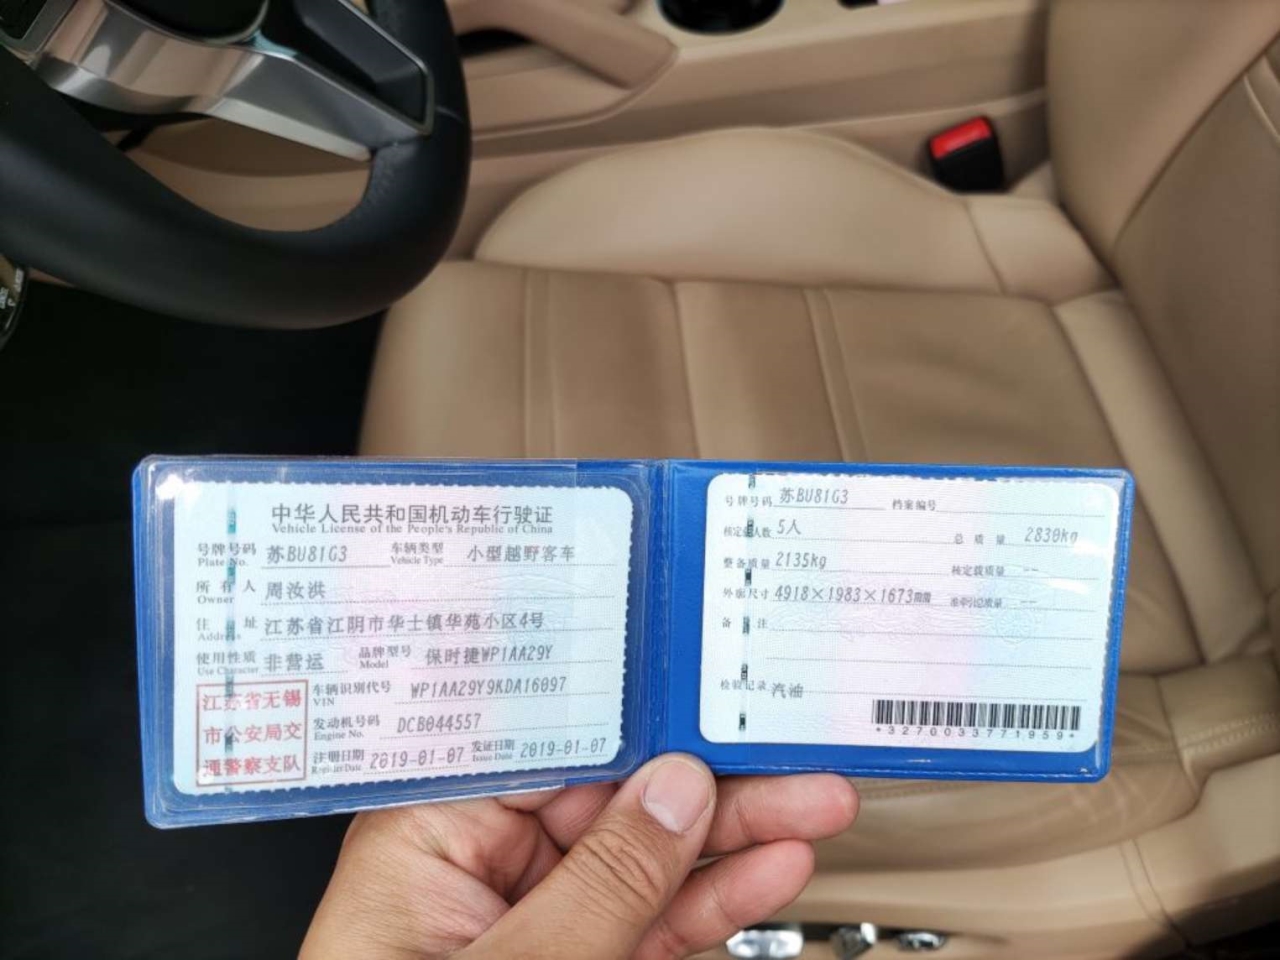 中华人民共和国机动车行驶证
Vehicle License of the People's Republic of China
号牌号码 苏BU81G3 车辆类型 小型越野客车
Plate No. Vehicle Type
所有人 周汝洪
Owner
住址 江苏省江阴市华士镇华苑小区4号
Address
使用性质 非营运 品牌型号 保时捷WP1AA29Y
Use Character Model
江苏省无锡
市公安局交
通警察支队
车辆识别代号 WP1AA29Y9KDA16097
VIN
发动机号码 DCB044557
Engine No.
注册日期 2019-01-07 发证日期 2019-01-07
Register Date Issue Date
号牌号码 苏BU81G3 档案编号
核定载人数 5人 总质量 2830kg
整备质量 2135kg 核定载质量 --
外廓尺寸 4918×1983×1673mm 准牵引总质量 --
备注
检验记录 汽油
*3270033771959*